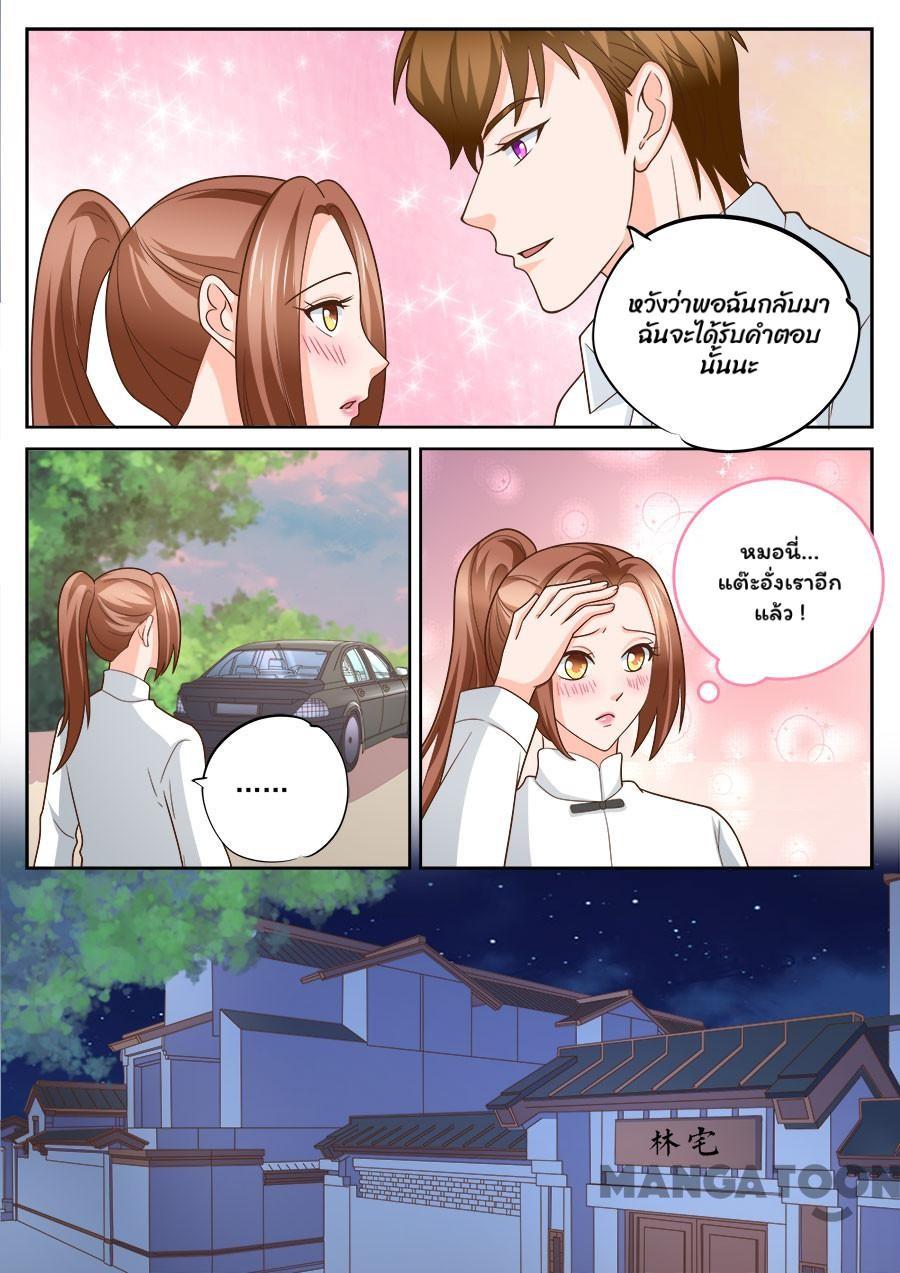 หวังว่าพอฉันกลับมา
ฉันจะได้รับคำตอบ
นั้นนะ
......
หมอนี่...
แต๊ะอั่งเราอีก
แล้ว !
林宅
MANGATOON